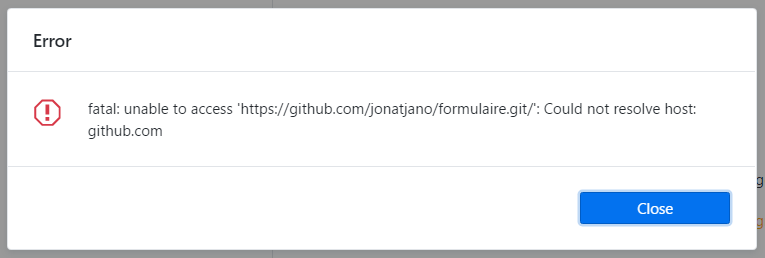 Error
fatal: unable to access 'https://github.com/jonatjano/formulaire.git/': Could not resolve host:
github.com
Close
g
g